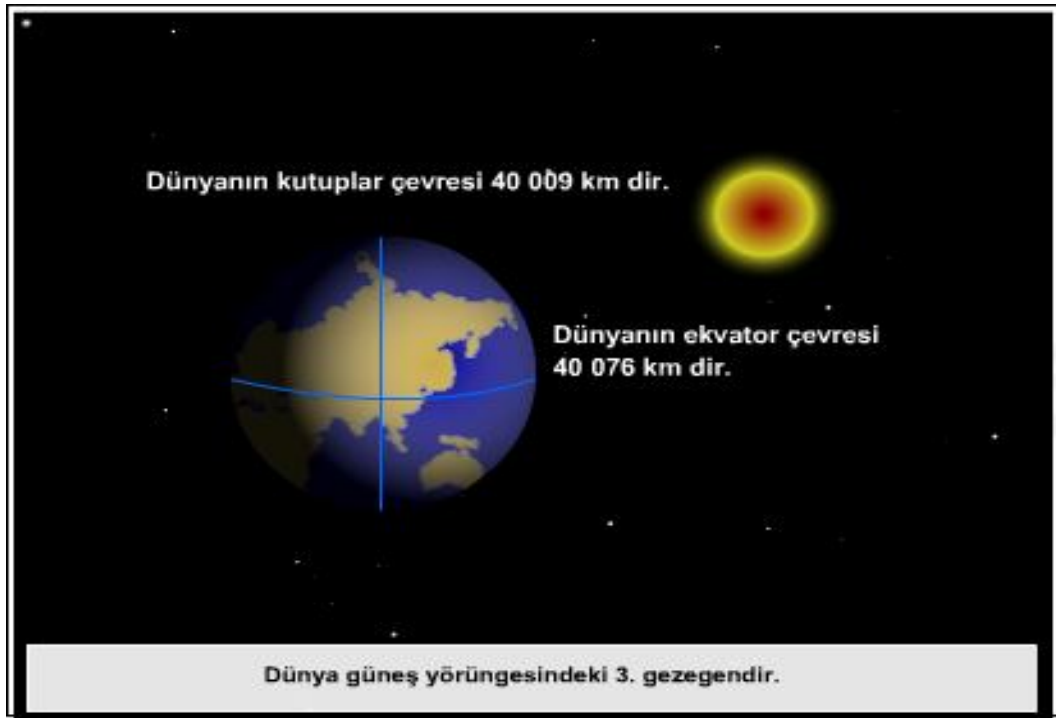 Dünyanın kutuplar çevresi 40 009 km dir.
Dünyanın ekvator çevresi
40 076 km dir.
Dünya güneş yörüngesindeki 3. gezegendir.